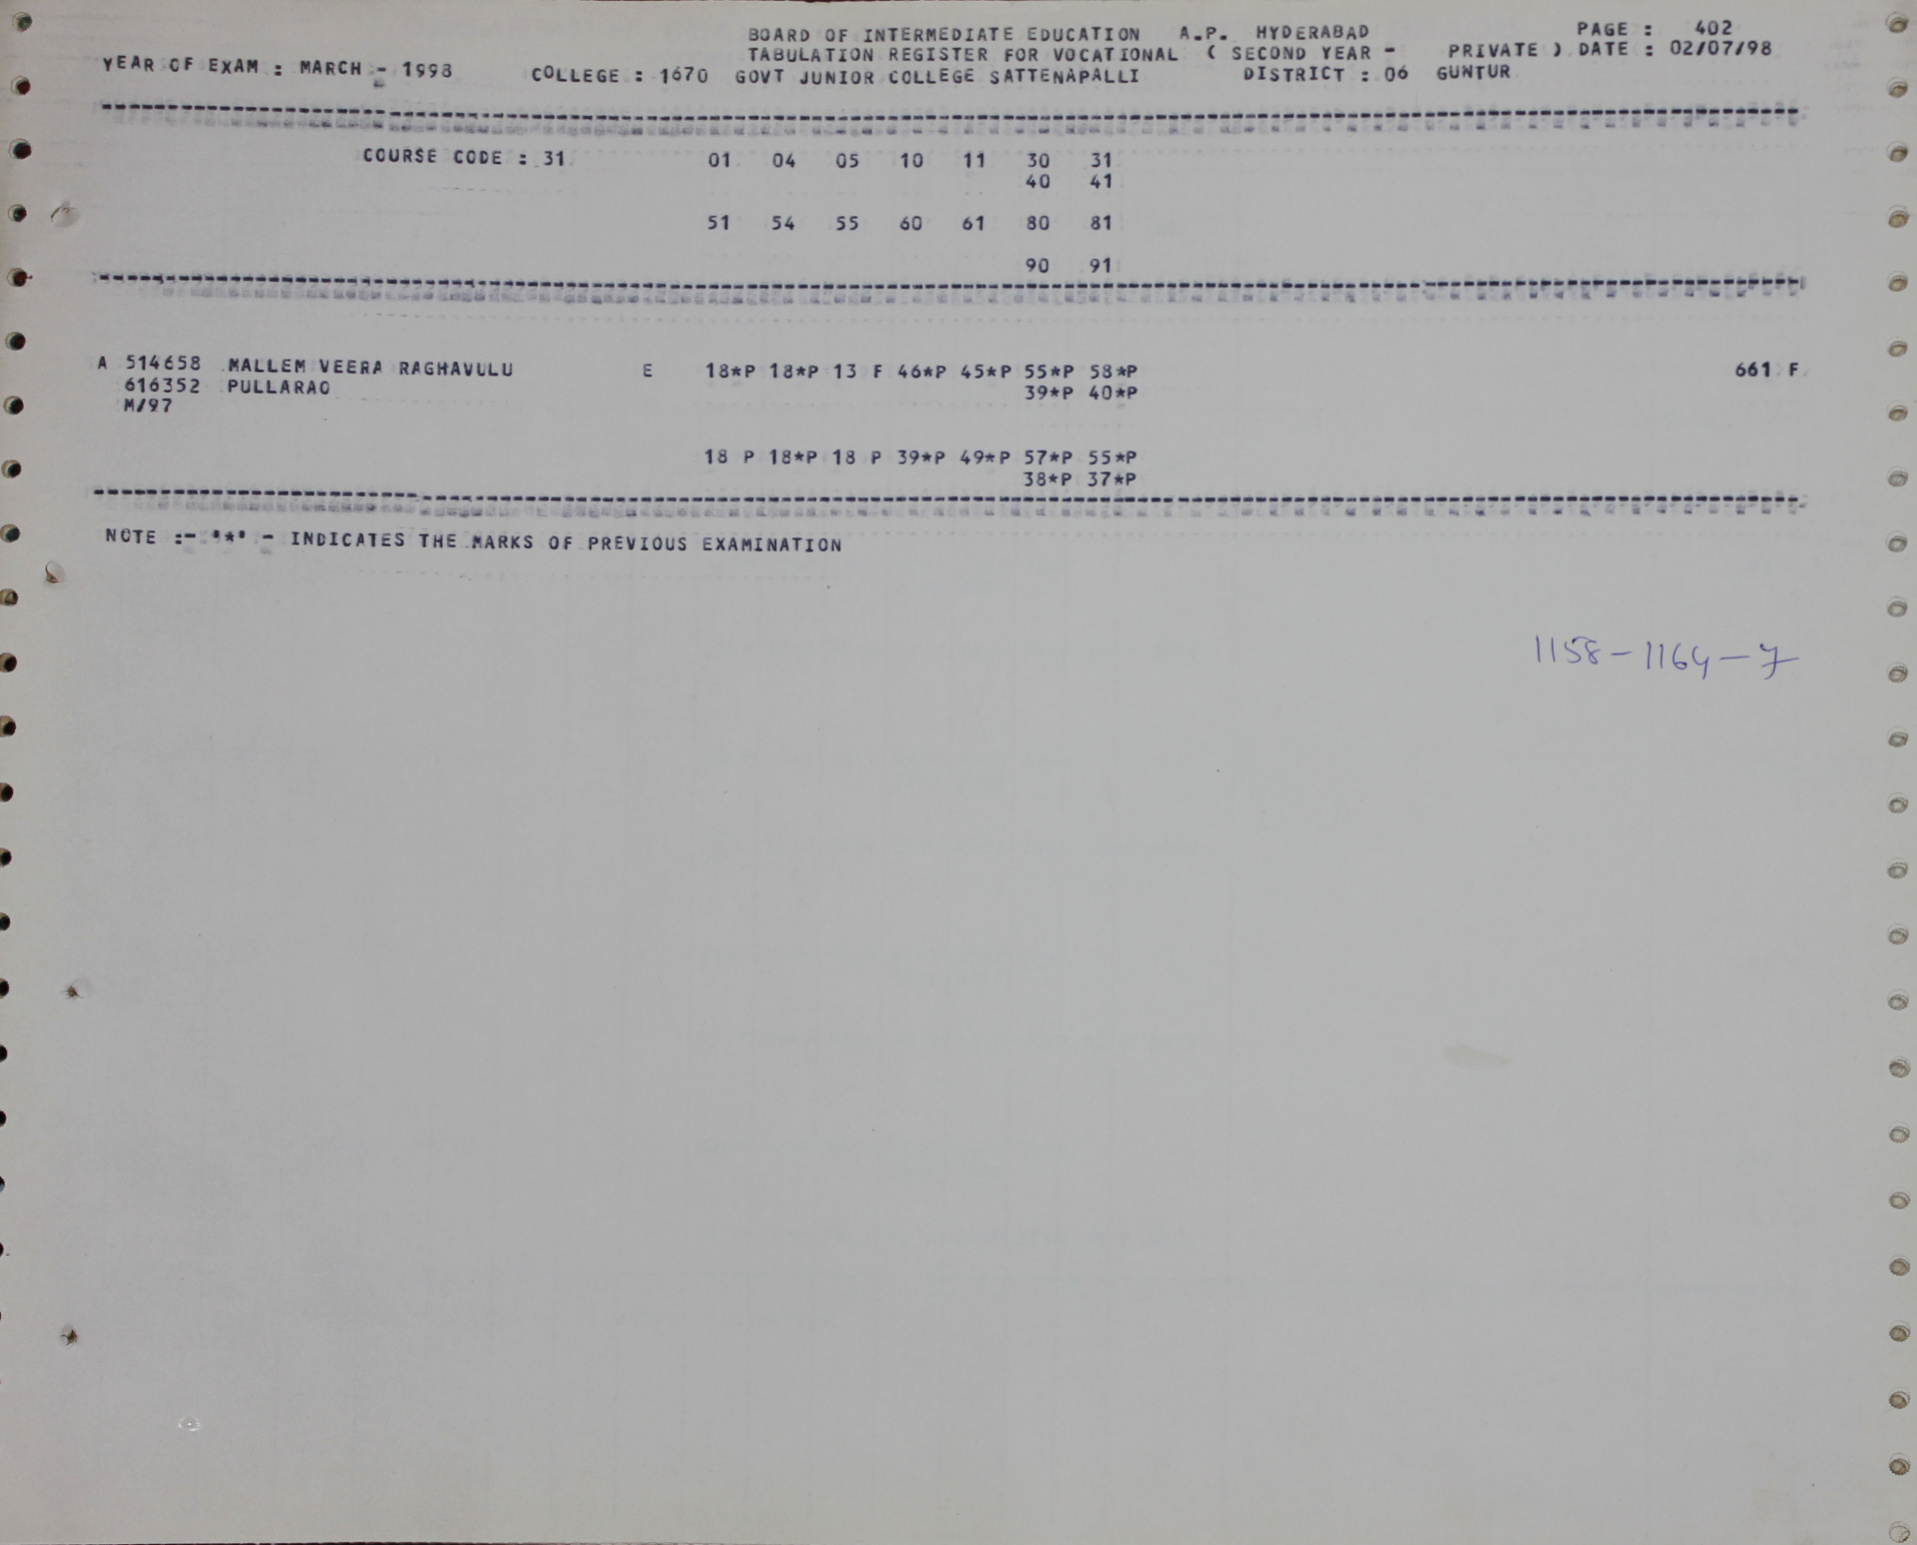 BOARD OF INTERMEDIATE EDUCATION A.P. HYDERABAD PAGE : 402
TABULATION REGISTER FOR VOCATIONAL ( SECOND YEAR - PRIVATE ) DATE : 02/07/98
YEAR OF EXAM : MARCH - 1998 COLLEGE : 1670 GOVT JUNIOR COLLEGE SATTENAPALLI DISTRICT : 06 GUNTUR
COURSE CODE : 31 01 04 05 10 11 30 31
40 41
51 54 55 60 61 80 81
90 91
A 514658 MALLEM VEERA RAGHAVULU E 18*P 18*P 13 F 46*P 45*P 55*P 58*P 661 F
616352 PULLARAO 39*P 40*P
M/97
18 P 18*P 18 P 39*P 49*P 57*P 55*P
38*P 37*P
NOTE :- '*' - INDICATES THE MARKS OF PREVIOUS EXAMINATION
1158-1164-7